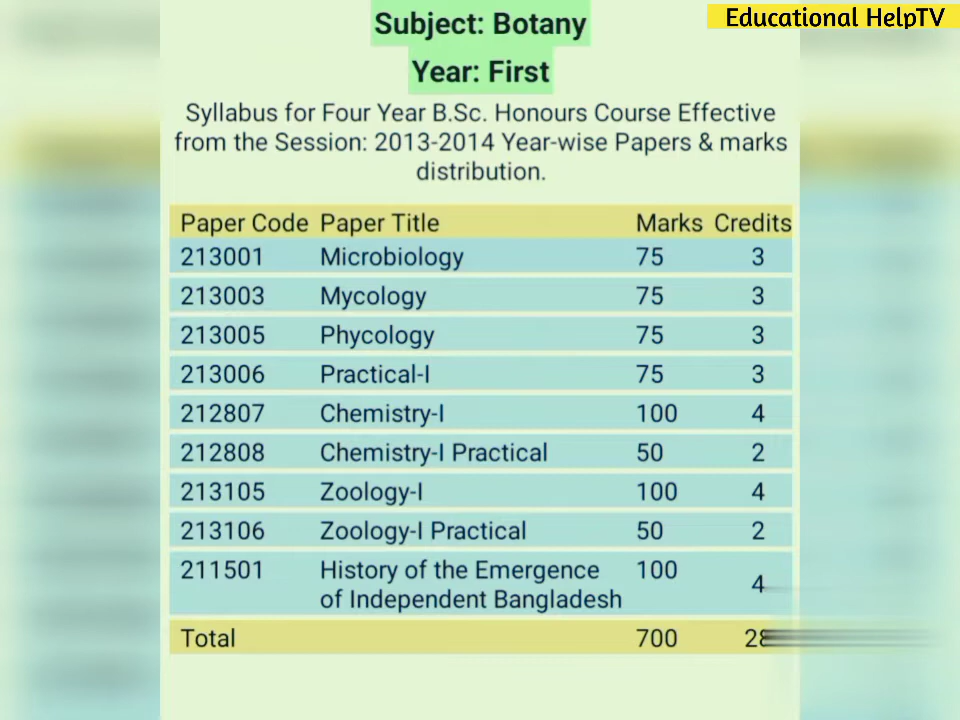 Educational HelpTV
Subject: Botany
Year: First
Syllabus for Four Year B.Sc. Honours Course Effective
from the Session: 2013-2014 Year-wise Papers & marks
distribution.
Paper Code Paper Title Marks Credits
213001 Microbiology 75 3
213003 Mycology 75 3
213005 Phycology 75 3
213006 Practical-I 75 3
212807 Chemistry-I 100 4
212808 Chemistry-I Practical 50 2
213105 Zoology-I 100 4
213106 Zoology-I Practical 50 2
211501 History of the Emergence 100
of Independent Bangladesh 4
Total 700 28